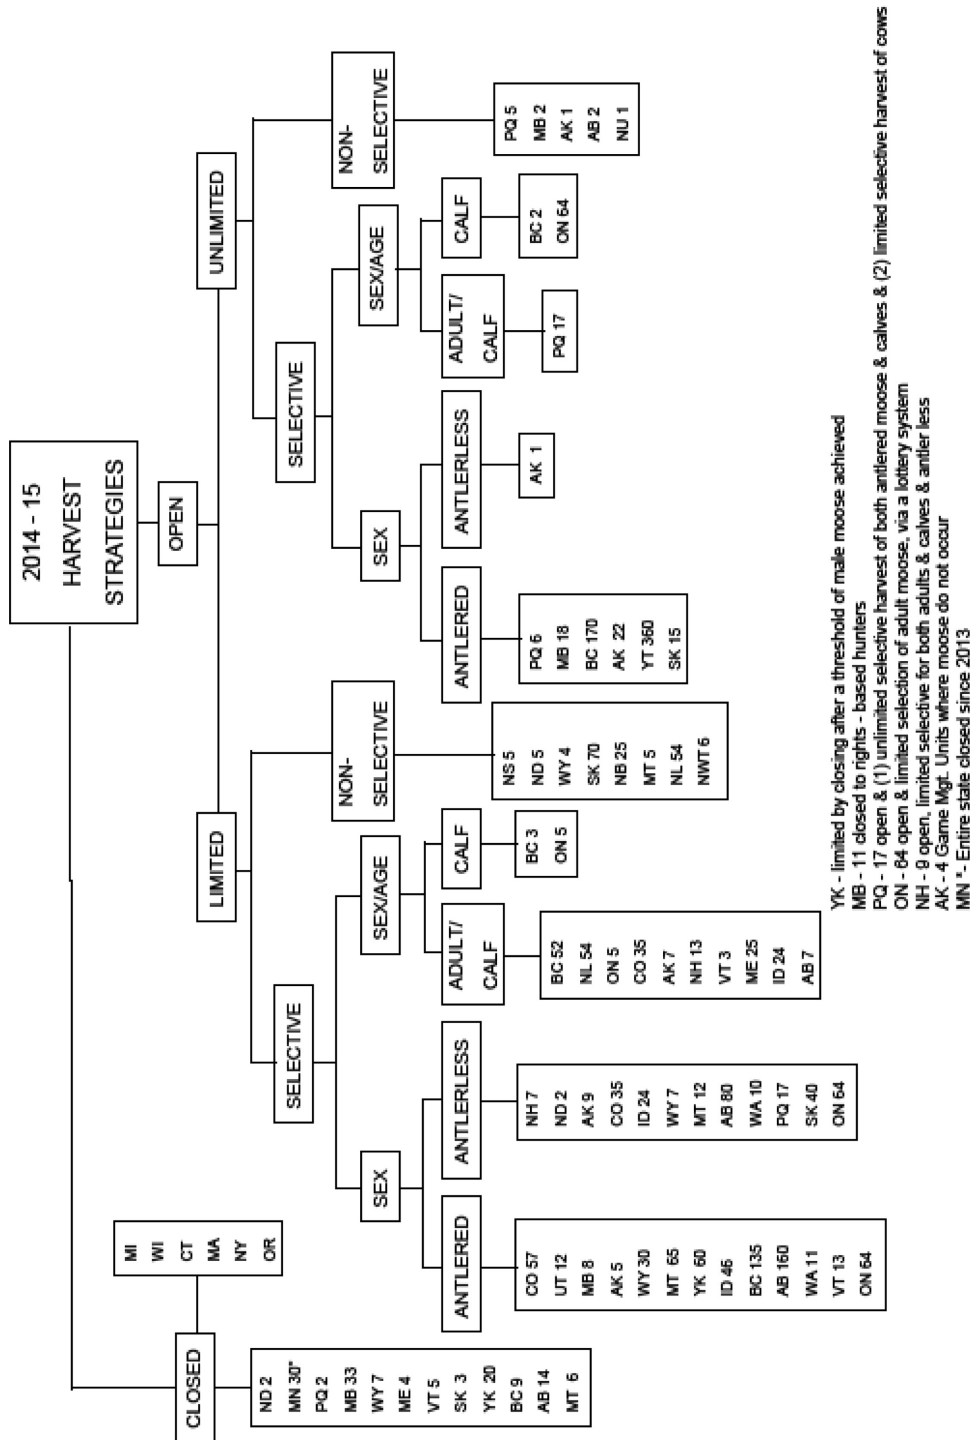 2014 - 15
HARVEST
STRATEGIES
CLOSED
MI
WI
CT
MA
NY
OR
ND 2
MN 30*
PQ 2
MB 33
WY 7
ME 4
VT 5
SK 3
YK 20
BC 9
AB 14
MT 6
OPEN
LIMITED
SELECTIVE
SEX
ANTLERED
CO 57
UT 12
MB 8
AK 5
WY 30
MT 65
YK 60
ID 46
BC 135
AB 160
WA 11
VT 13
ON 64
ANTLERLESS
NH 7
ND 2
AK 9
CO 35
ID 24
WY 7
MT 12
AB 80
WA 10
PQ 17
SK 40
ON 64
SEX/AGE
ADULT/
CALF
BC 52
NL 54
ON 5
CO 35
AK 7
NH 13
VT 3
ME 25
ID 24
AB 7
CALF
BC 3
ON 5
NON-
SELECTIVE
NS 5
ND 5
WY 4
SK 70
NB 25
MT 5
NL 54
NWT 6
UNLIMITED
SELECTIVE
SEX
ANTLERED
PQ 6
MB 18
BC 170
AK 22
YT 360
SK 15
ANTLERLESS
AK 1
SEX/AGE
ADULT/
CALF
PQ 17
CALF
BC 2
ON 64
NON-
SELECTIVE
PQ 5
MB 2
AK 1
AB 2
NU 1
YK - limited by closing after a threshold of male moose achieved
MB - 11 closed to rights - based hunters
PQ - 17 open & (1) unlimited selective harvest of both antlered moose & calves & (2) limited selective harvest of cows
ON - 64 open & limited selection of adult moose, via a lottery system
NH - 9 open, limited selective for both adults & calves & antler less
AK - 4 Game Mgt. Units where moose do not occur
MN *- Entire state closed since 2013